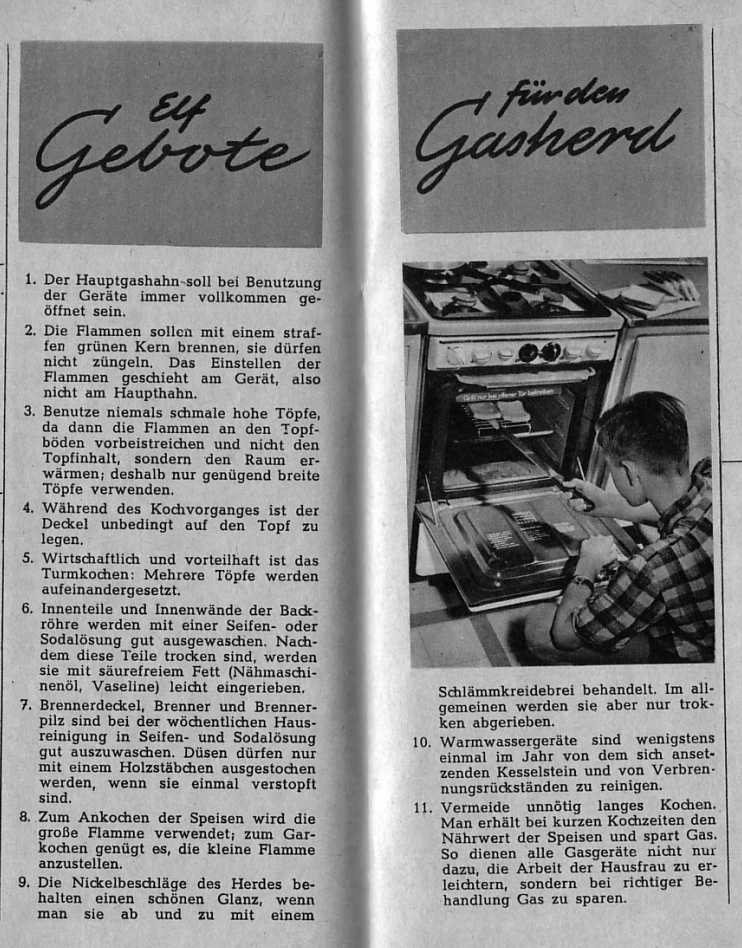 Elf
Gebote
für den
Gasherd
1. Der Hauptgashahn soll bei Benutzung
der Geräte immer vollkommen ge-
öffnet sein.
2. Die Flammen sollen mit einem straf-
fen grünen Kern brennen, sie dürfen
nicht züngeln. Das Einstellen der
Flammen geschieht am Gerät, also
nicht am Haupthahn.
3. Benutze niemals schmale hohe Töpfe,
da dann die Flammen an den Topf-
böden vorbeistreichen und nicht den
Topfinhalt, sondern den Raum er-
wärmen; deshalb nur genügend breite
Töpfe verwenden.
4. Während des Kochvorganges ist der
Deckel unbedingt auf den Topf zu
legen.
5. Wirtschaftlich und vorteilhaft ist das
Turmkochen: Mehrere Töpfe werden
aufeinandergesetzt.
6. Innenteile und Innenwände der Back-
röhre werden mit einer Seifen- oder
Sodalösung gut ausgewaschen. Nach-
dem diese Teile trocken sind, werden
sie mit säurefreiem Fett (Nähmaschi-
nenöl, Vaseline) leicht eingerieben.
7. Brennerdeckel, Brenner und Brenner-
pilz sind bei der wöchentlichen Haus-
reinigung in Seifen- und Sodalösung
gut auszuwaschen. Düsen dürfen nur
mit einem Holzstäbchen ausgestochen
werden, wenn sie einmal verstopft
sind.
8. Zum Ankochen der Speisen wird die
große Flamme verwendet; zum Gar-
kochen genügt es, die kleine Flamme
anzustellen.
9. Die Nickelbeschläge des Herdes be-
halten einen schönen Glanz, wenn
man sie ab und zu mit einem
Grill nur bei offener Tür betreiben
Schlämmkreidebrei behandelt. Im all-
gemeinen werden sie aber nur trok-
ken abgerieben.
10. Warmwassergeräte sind wenigstens
einmal im Jahr von dem sich anset-
zenden Kesselstein und von Verbren-
nungsrückständen zu reinigen.
11. Vermeide unnötig langes Kochen.
Man erhält bei kurzen Kochzeiten den
Nährwert der Speisen und spart Gas.
So dienen alle Gasgeräte nicht nur
dazu, die Arbeit der Hausfrau zu er-
leichtern, sondern bei richtiger Be-
handlung Gas zu sparen.